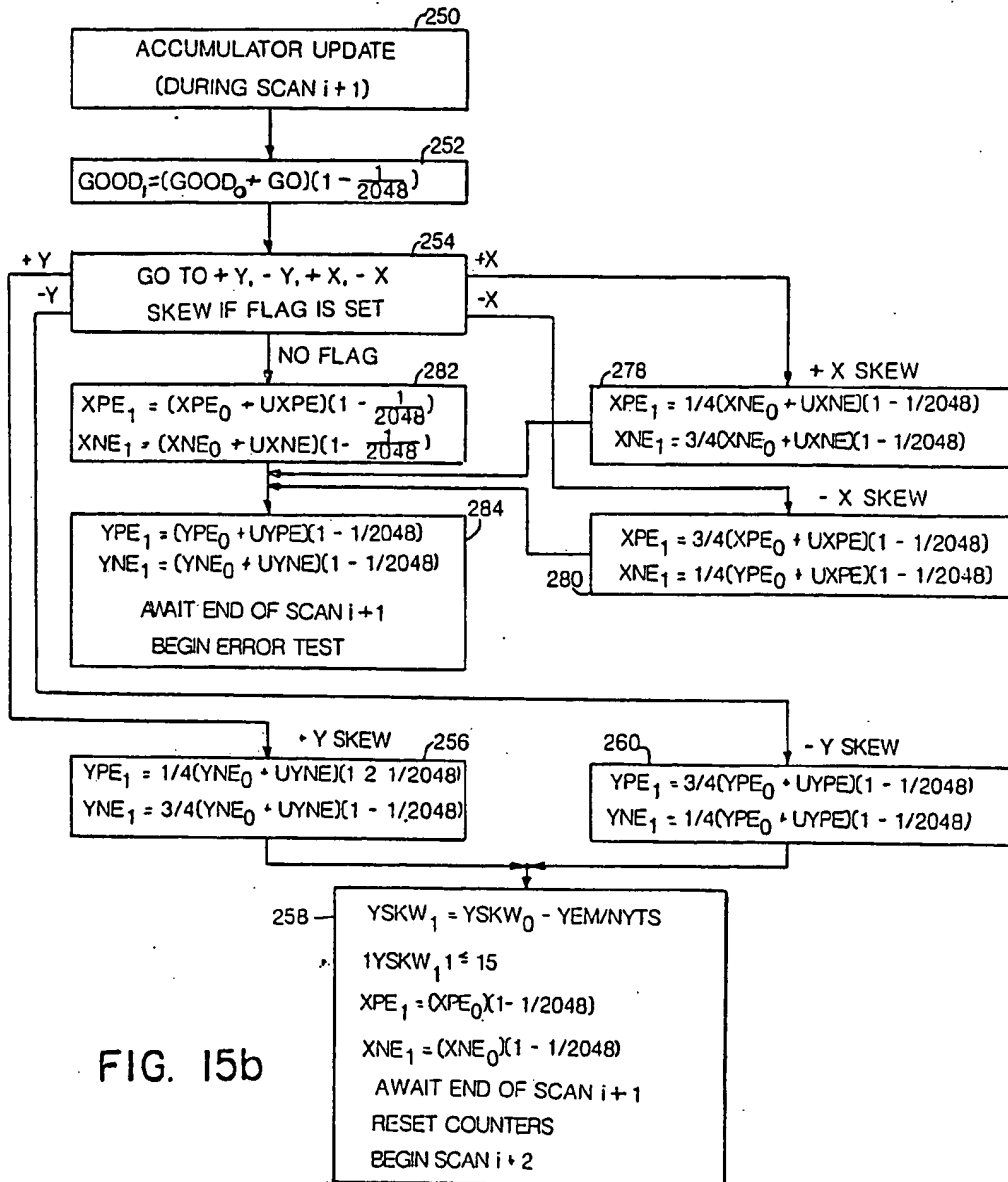 250
ACCUMULATOR UPDATE
(DURING SCAN i+1)
252
GOOD₁=(GOOD₀+ GO)(1 - 1/2048)
254
+Y
-Y
GO TO + Y, - Y, + X, - X
SKEW IF FLAG IS SET
+X
-X
NO FLAG
282
XPE₁ = (XPE₀ + UXPE)(1 - 1/2048)
XNE₁ = (XNE₀ + UXNE)(1- 1/2048)
278
+ X SKEW
XPE₁ = 1/4(XNE₀ + UXNE)(1 - 1/2048)
XNE₁ = 3/4(XNE₀ + UXNE)(1 - 1/2048)
284
YPE₁ = (YPE₀ + UYPE)(1 - 1/2048)
YNE₁ = (YNE₀ + UYNE)(1 - 1/2048)
AWAIT END OF SCAN i+1
BEGIN ERROR TEST
- X SKEW
XPE₁ = 3/4(XPE₀ + UXPE)(1 - 1/2048)
XNE₁ = 1/4(YPE₀ + UXPE)(1 - 1/2048)
280
+ Y SKEW
256
YPE₁ = 1/4(YNE₀ + UYNE)(1 2 1/2048)
YNE₁ = 3/4(YNE₀ + UYNE)(1 - 1/2048)
260
- Y SKEW
YPE₁ = 3/4(YPE₀ + UYPE)(1 - 1/2048)
YNE₁ = 1/4(YPE₀ + UYPE)(1 - 1/2048)
258
YSKW₁ = YSKW₀ - YEM/NYTS
1YSKW₁1 ≤ 15
XPE₁ = (XPE₀)(1- 1/2048)
XNE₁ = (XNE₀)(1 - 1/2048)
AWAIT END OF SCAN i+1
RESET COUNTERS
BEGIN SCAN i+2
FIG. 15b